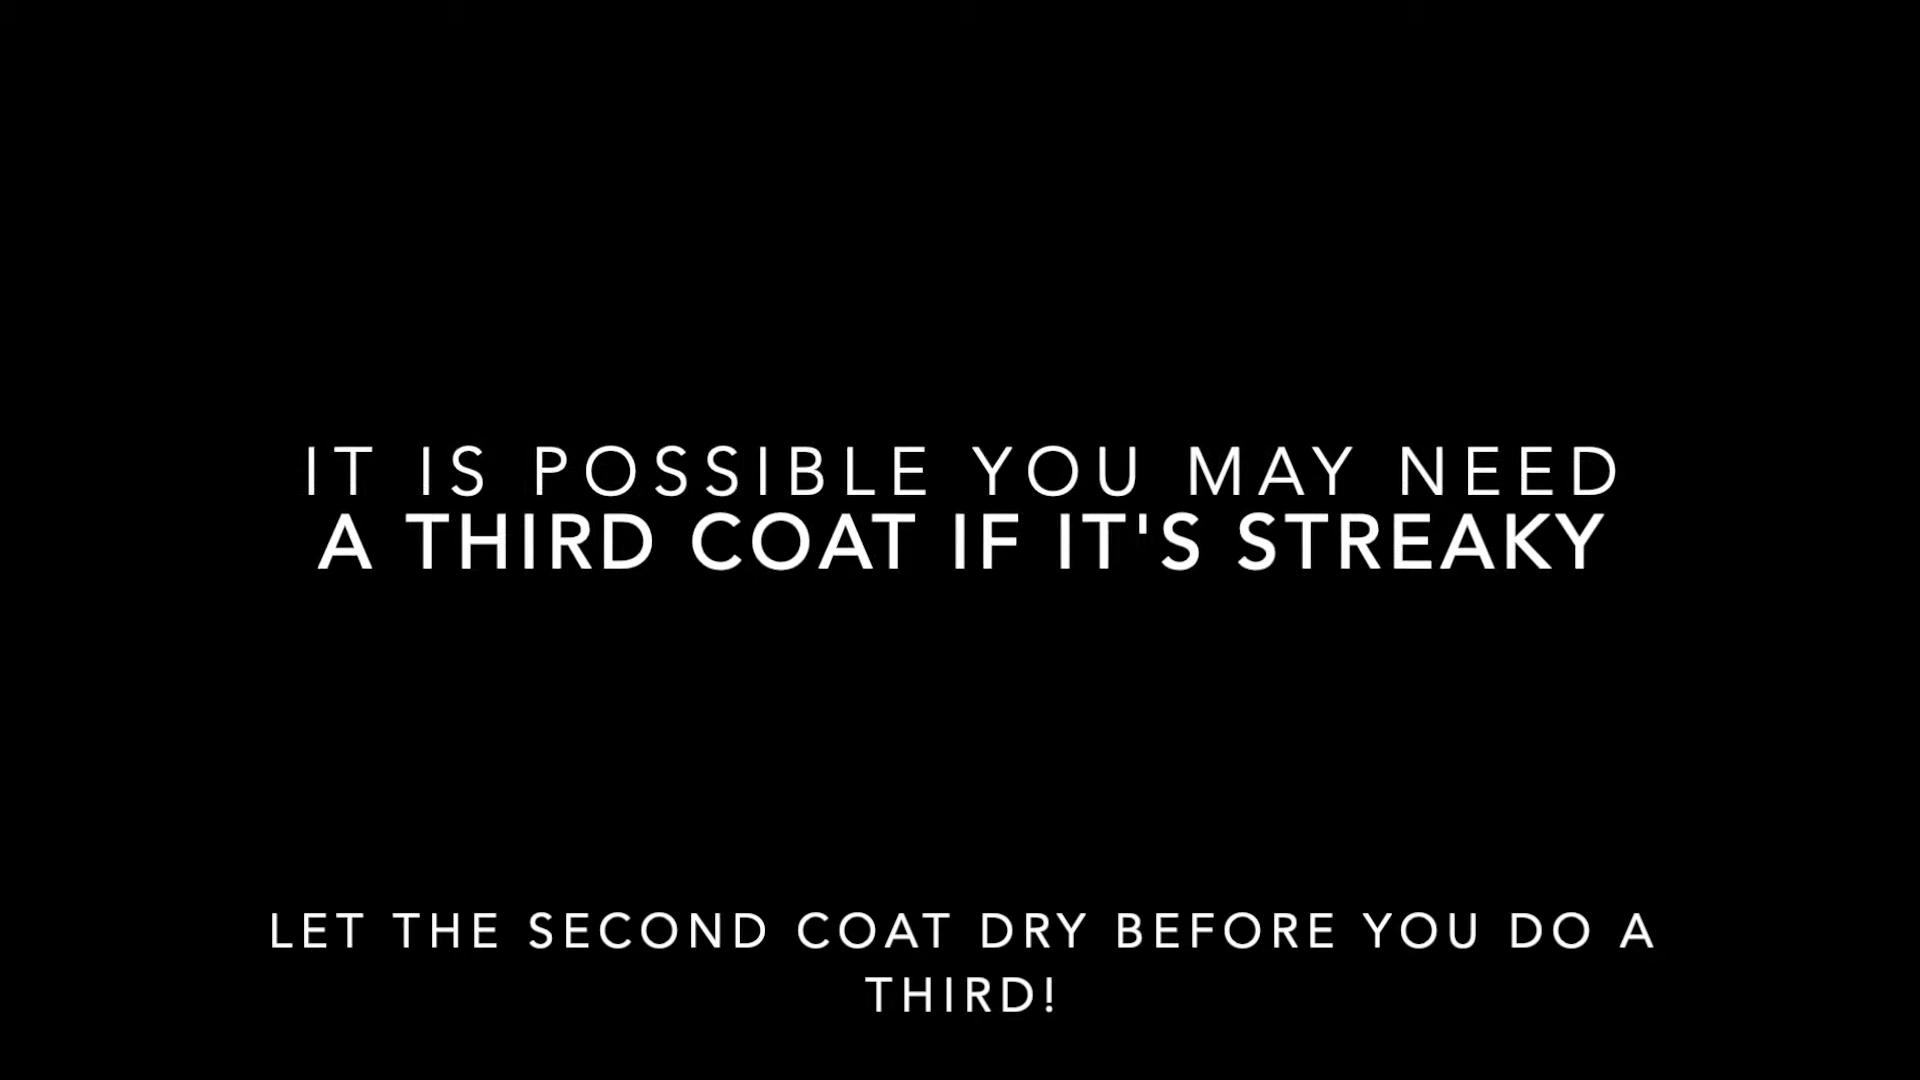 IT IS POSSIBLE YOU MAY NEED
A THIRD COAT IF IT'S STREAKY
LET THE SECOND COAT DRY BEFORE YOU DO A
THIRD!